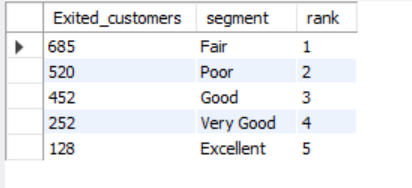 Exited_customers segment rank
685 Fair 1
520 Poor 2
452 Good 3
252 Very Good 4
128 Excellent 5